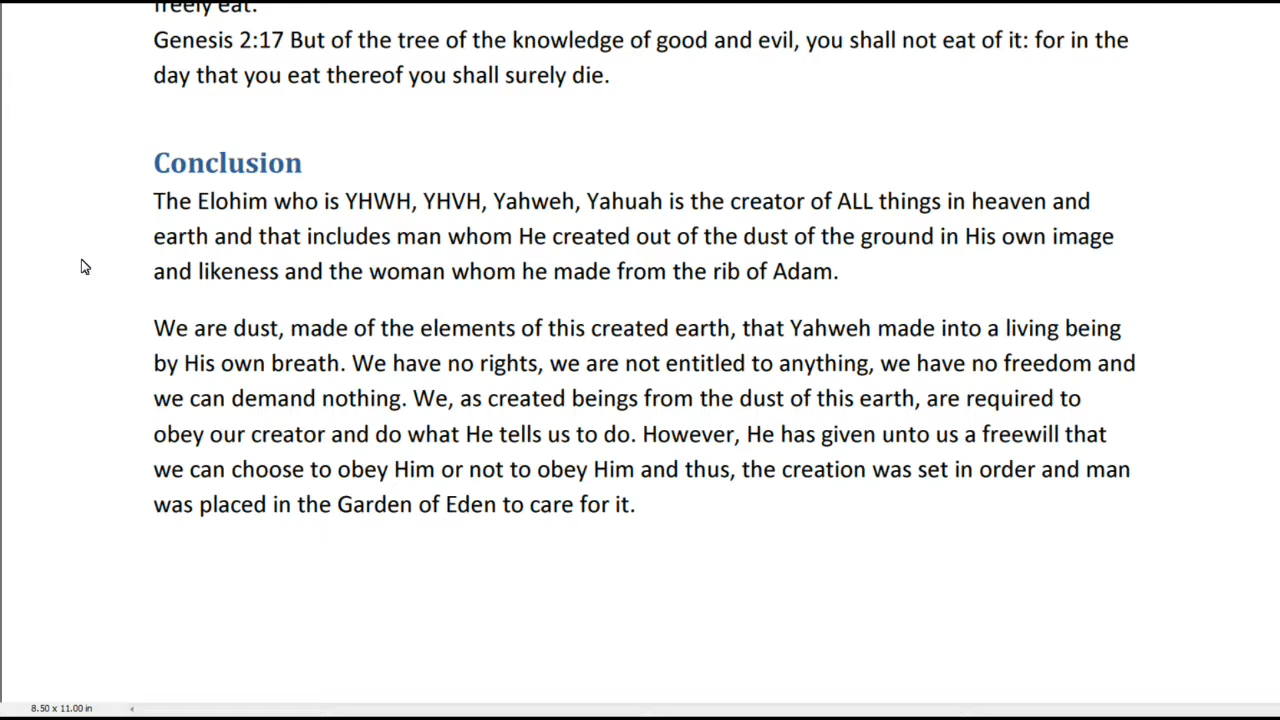 freely eat.
Genesis 2:17 But of the tree of the knowledge of good and evil, you shall not eat of it: for in the
day that you eat thereof you shall surely die.
Conclusion
The Elohim who is YHWH, YHVH, Yahweh, Yahuah is the creator of ALL things in heaven and
earth and that includes man whom He created out of the dust of the ground in His own image
and likeness and the woman whom he made from the rib of Adam.
We are dust, made of the elements of this created earth, that Yahweh made into a living being
by His own breath. We have no rights, we are not entitled to anything, we have no freedom and
we can demand nothing. We, as created beings from the dust of this earth, are required to
obey our creator and do what He tells us to do. However, He has given unto us a freewill that
we can choose to obey Him or not to obey Him and thus, the creation was set in order and man
was placed in the Garden of Eden to care for it.
8.50 x 11.00 in